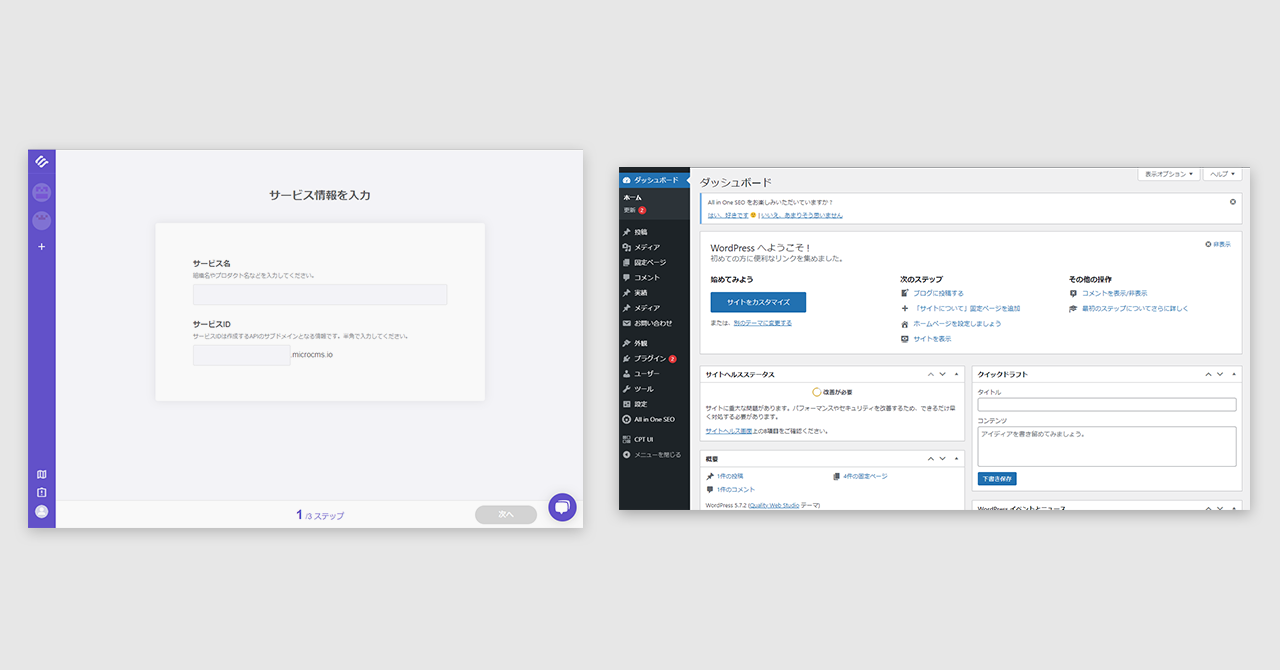 サービス情報を入力
サービス名
組織名やプロダクト名などを入力してください。
サービスID
サービスIDは作成するAPIのサブドメインとなる情報です。半角で入力してください。
.microcms.io
1 /3 ステップ
次へ
ダッシュボード
ホーム
更新 2
投稿
メディア
固定ページ
コメント
実績
メディア
お問い合わせ
外観
プラグイン 2
ユーザー
ツール
設定
All in One SEO
CPT UI
メニューを閉じる
表示オプション ▼
ヘルプ ▼
ダッシュボード
All in One SEO をお楽しみいただいていますか？
はい、好きです 🙂 | いいえ、あまりそう思いません
WordPress へようこそ！
非表示
初めての方に便利なリンクを集めました。
始めてみよう
サイトをカスタマイズ
または、別のテーマに変更する
次のステップ
ブログに投稿する
「サイトについて」固定ページを追加
ホームページを設定しましょう
サイトを表示
その他の操作
コメントを表示/非表示
最初のステップについてさらに詳しく
サイトヘルスステータス
改善が必要
サイトに重大な問題があります。パフォーマンスやセキュリティを改善するため、できるだけ早
く対処する必要があります。
サイトヘルス画面上の8項目をご確認ください。
概要
1件の投稿
4件の固定ページ
1件のコメント
WordPress 5.7.2 (Quality Web Studio テーマ)
クイックドラフト
タイトル
コンテンツ
アイディアを書き留めてみましょう。
下書き保存
WordPress イベントとニュース